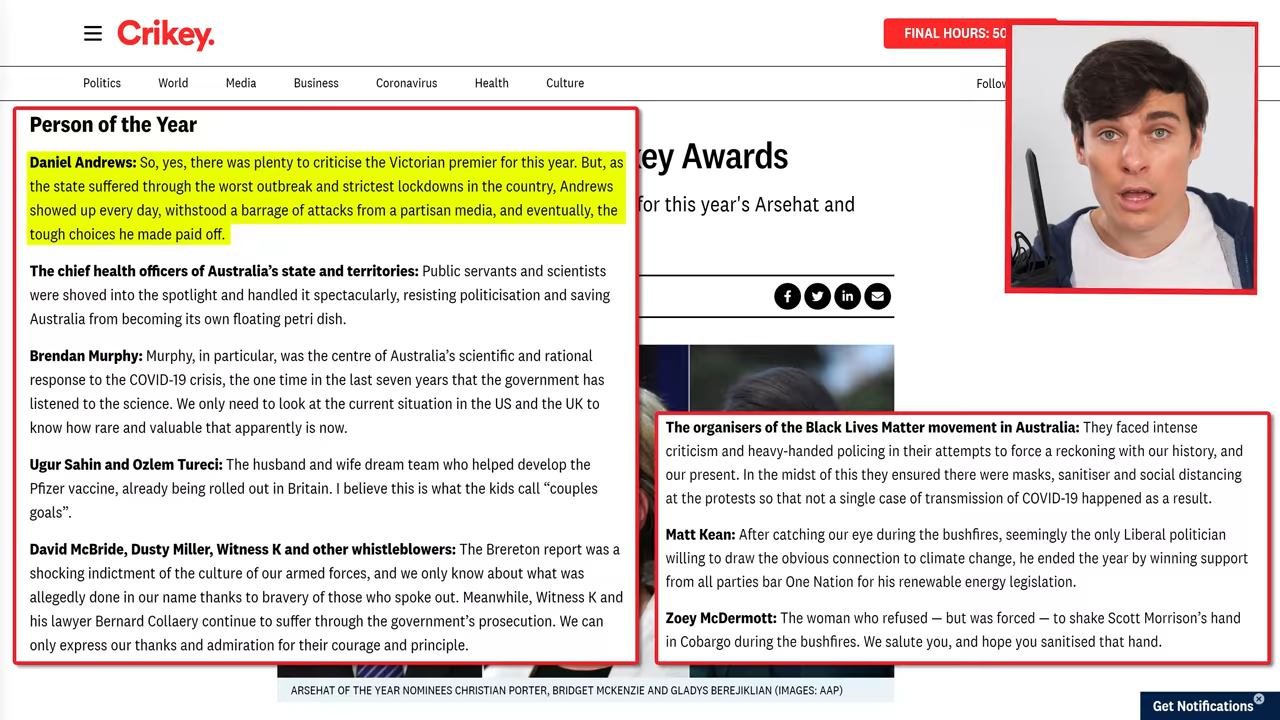 Crikey.
FINAL HOURS: 50
Politics World Media Business Coronavirus Health Culture
Follow
key Awards
for this year's Arsehat and
Person of the Year
Daniel Andrews: So, yes, there was plenty to criticise the Victorian premier for this year. But, as
the state suffered through the worst outbreak and strictest lockdowns in the country, Andrews
showed up every day, withstood a barrage of attacks from a partisan media, and eventually, the
tough choices he made paid off.
The chief health officers of Australia's state and territories: Public servants and scientists
were shoved into the spotlight and handled it spectacularly, resisting politicisation and saving
Australia from becoming its own floating petri dish.
Brendan Murphy: Murphy, in particular, was the centre of Australia's scientific and rational
response to the COVID-19 crisis, the one time in the last seven years that the government has
listened to the science. We only need to look at the current situation in the US and the UK to
know how rare and valuable that apparently is now.
Ugur Sahin and Ozlem Tureci: The husband and wife dream team who helped develop the
Pfizer vaccine, already being rolled out in Britain. I believe this is what the kids call “couples
goals”.
David McBride, Dusty Miller, Witness K and other whistleblowers: The Brereton report was a
shocking indictment of the culture of our armed forces, and we only know about what was
allegedly done in our name thanks to bravery of those who spoke out. Meanwhile, Witness K and
his lawyer Bernard Collaery continue to suffer through the government's prosecution. We can
only express our thanks and admiration for their courage and principle.
The organisers of the Black Lives Matter movement in Australia: They faced intense
criticism and heavy-handed policing in their attempts to force a reckoning with our history, and
our present. In the midst of this they ensured there were masks, sanitiser and social distancing
at the protests so that not a single case of transmission of COVID-19 happened as a result.
Matt Kean: After catching our eye during the bushfires, seemingly the only Liberal politician
willing to draw the obvious connection to climate change, he ended the year by winning support
from all parties bar One Nation for his renewable energy legislation.
Zoey McDermott: The woman who refused — but was forced — to shake Scott Morrison's hand
in Cobargo during the bushfires. We salute you, and hope you sanitised that hand.
ARSEHAT OF THE YEAR NOMINEES CHRISTIAN PORTER, BRIDGET MCKENZIE AND GLADYS BEREJIKLIAN (IMAGES: AAP)
Get Notifications